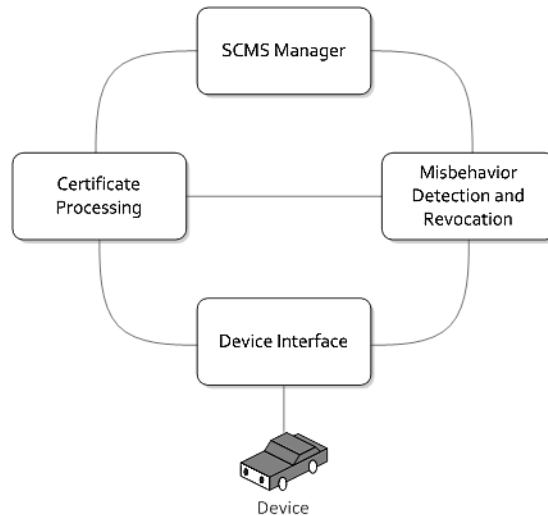 SCMS Manager
Certificate
Processing
Misbehavior
Detection and
Revocation
Device Interface
Device